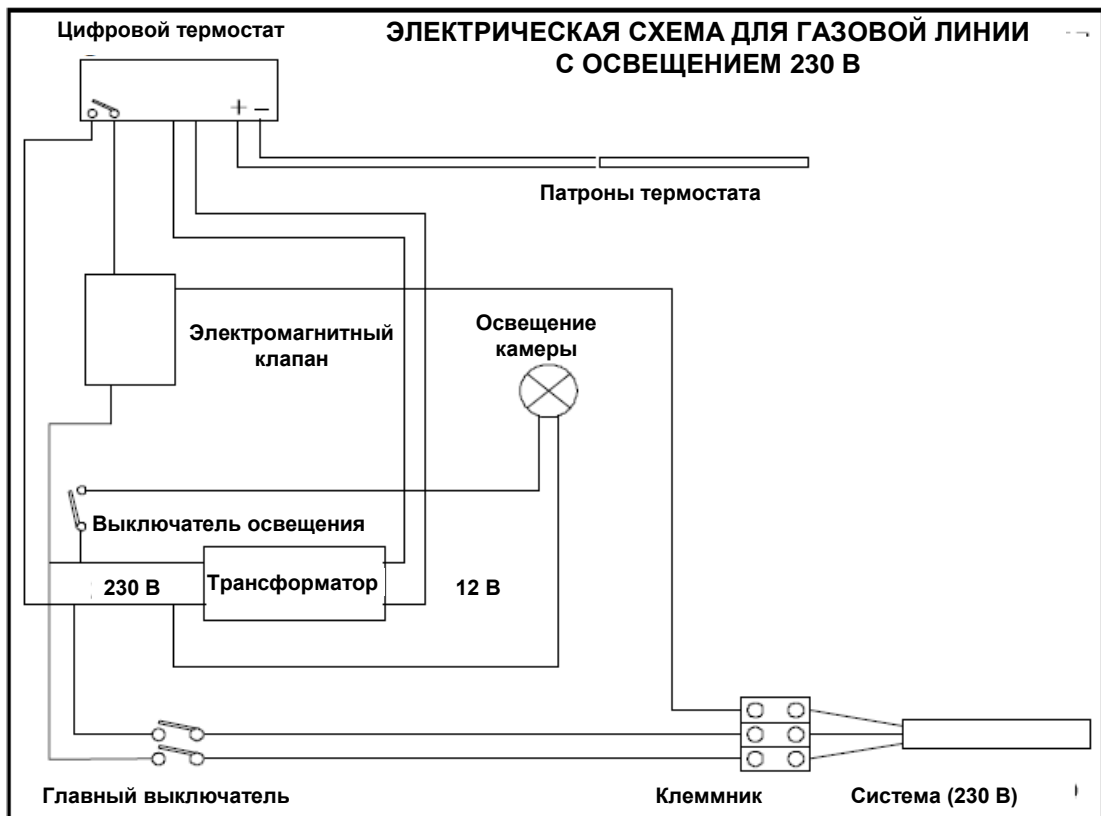 Цифровой термостат
ЭЛЕКТРИЧЕСКАЯ СХЕМА ДЛЯ ГАЗОВОЙ ЛИНИИ
С ОСВЕЩЕНИЕМ 230 В
+ −
Патроны термостата
Электромагнитный
клапан
Освещение
камеры
Выключатель освещения
230 В
Трансформатор
12 В
Главный выключатель
Клеммник
Система (230 В)